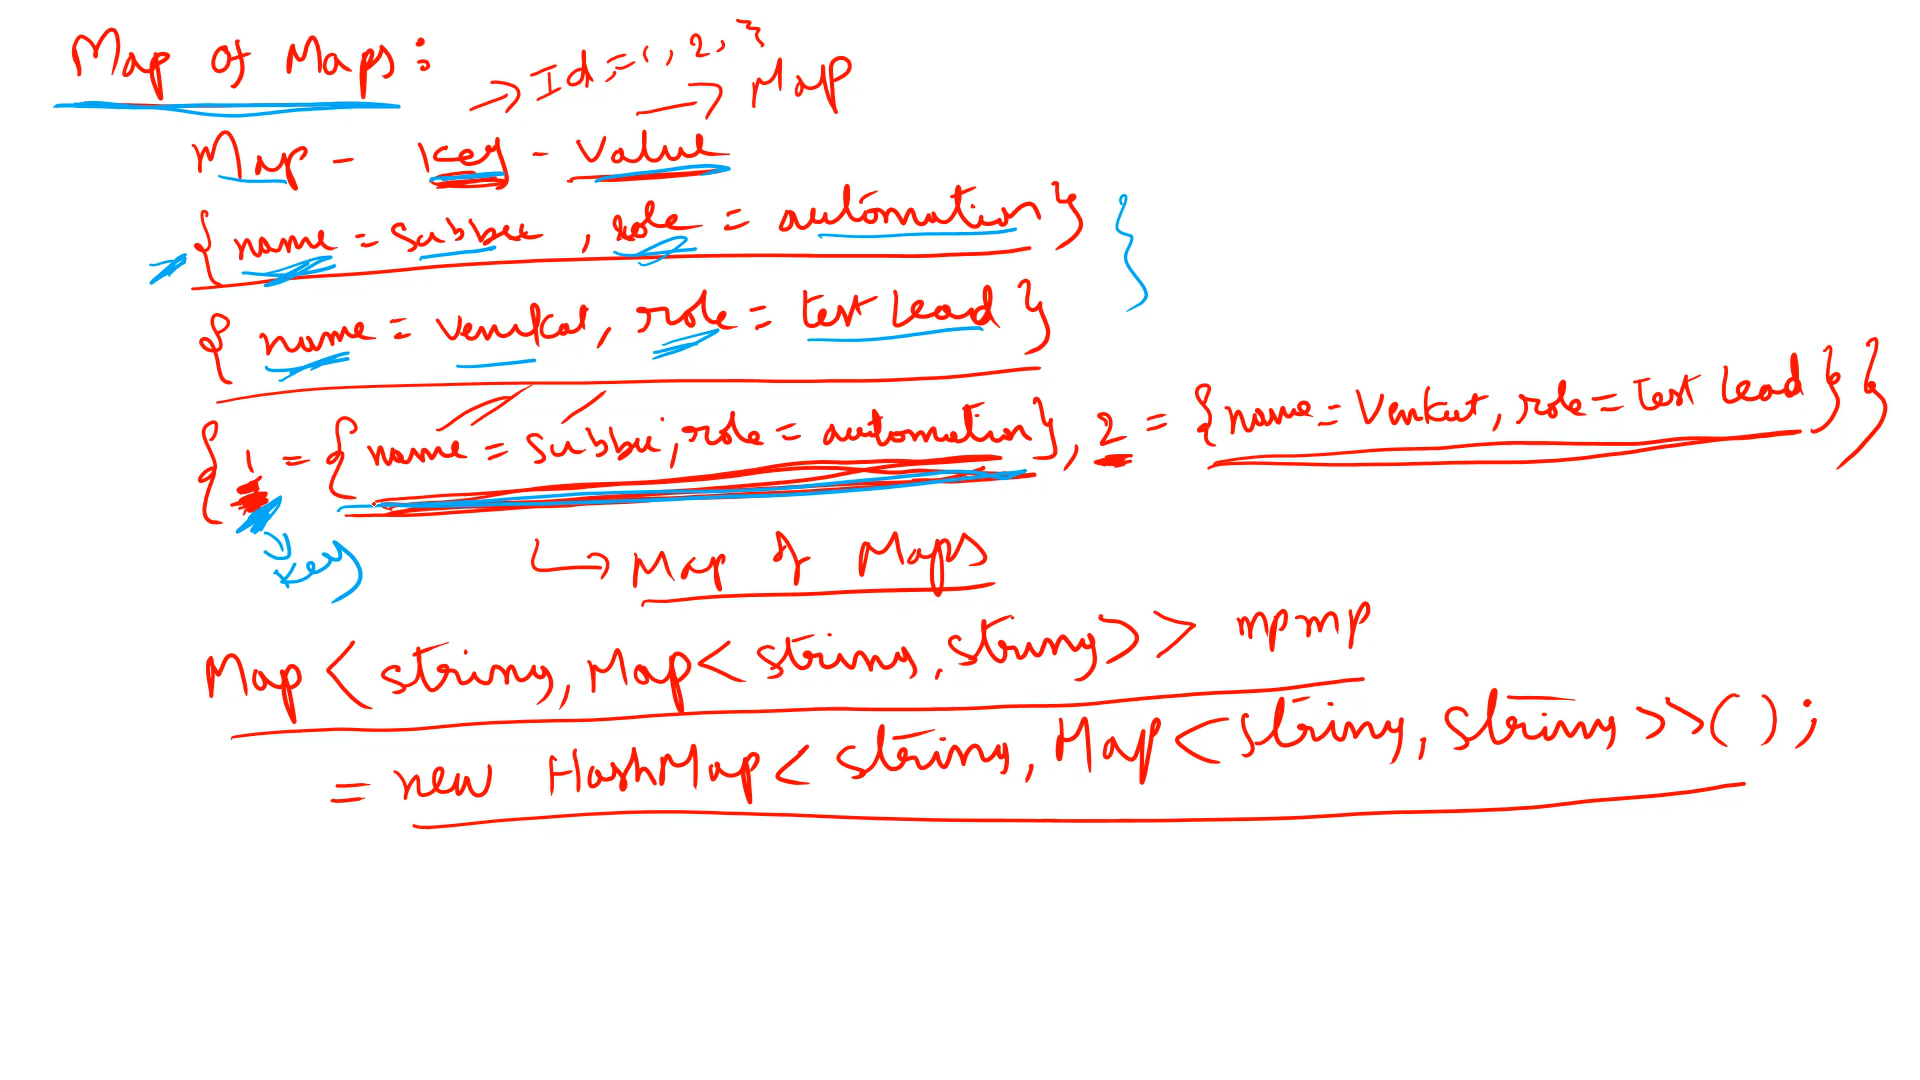 Map of Maps:
→ Id = 1, 2, 3
→ Map
Map - Key - Value
{ name = Subbu, role = automation }
{ name = Venkat, role = test Lead }
{ 1 = { name = Subbu, role = automation }, 2 = { name = Venkat, role = Test Lead } }
Key
↳ Map of Maps
Map < string, Map < string, string >> mpmp
= new HashMap < string, Map < string, string >>();